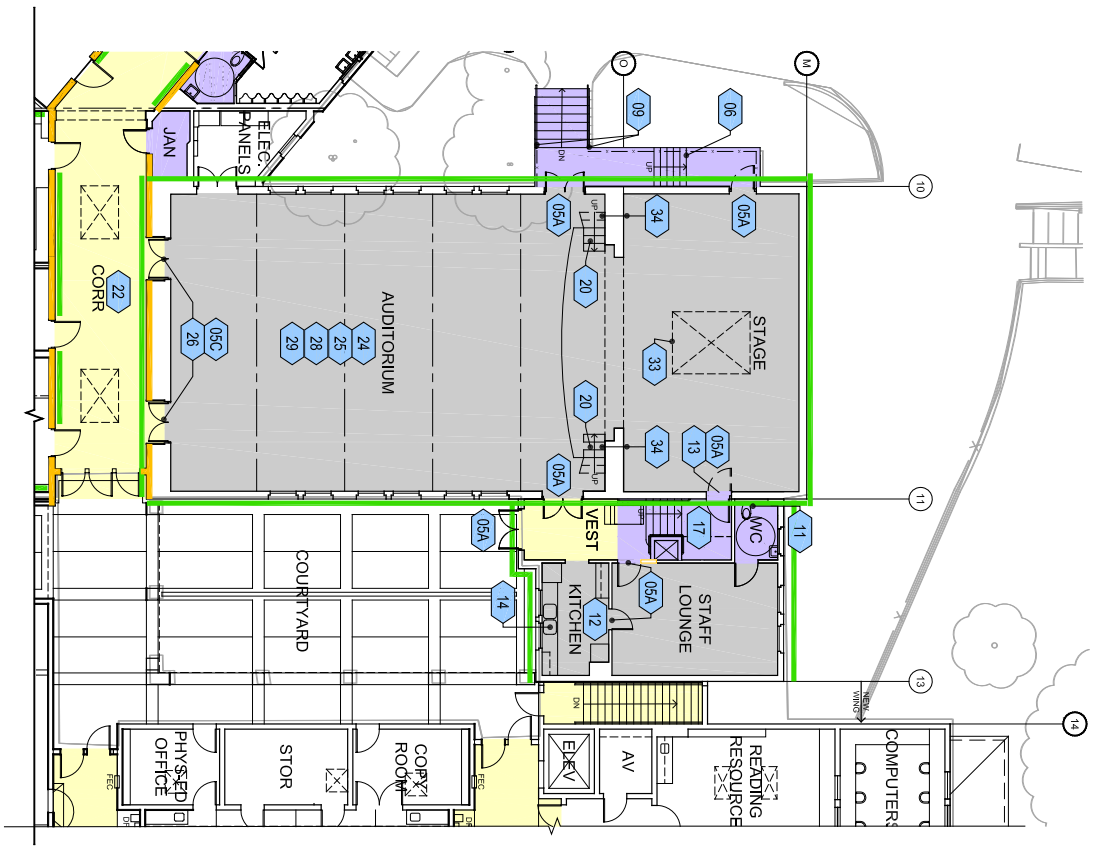 O
M
09
06
JAN
ELEC.
PANELS
DN
UP
10
05A
34
05A
UP
20
22
CORR
AUDITORIUM
STAGE
05C
26
24
25
28
29
33
20
34
05A
13
UP
05A
11
VEST
UP
17
WC
11
05A
COURTYARD
05A
STAFF
LOUNGE
KITCHEN
12
14
13
DN
NEW
WING
14
PHYS-ED
OFFICE
STOR
COPY
ROOM
ELEV
AV
READING
RESOURCE
COMPUTERS
FEC
FEC